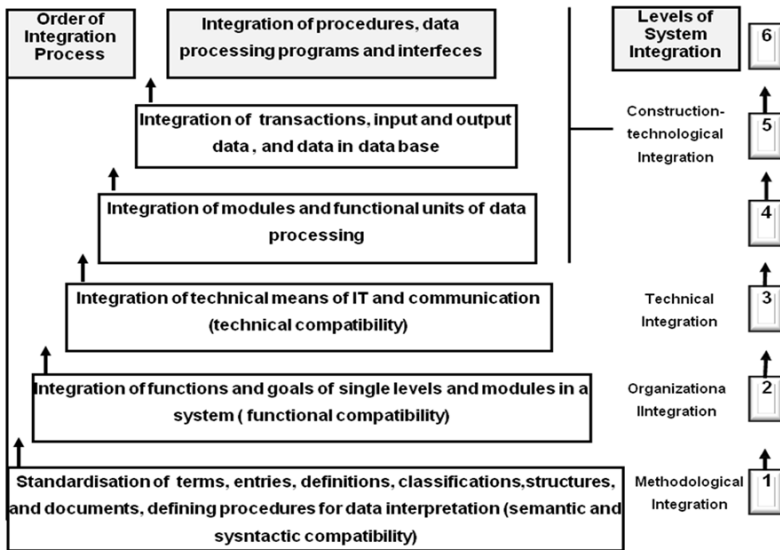 Order of
Integration
Process
Integration of procedures, data
processing programs and interfeces
Levels of
System
Integration
6
Integration of transactions, input and output
data , and data in data base
Construction-
technological
Integration
5
Integration of modules and functional units of data
processing
4
Integration of technical means of IT and communication
(technical compatibility)
Technical
Integration
3
Integration of functions and goals of single levels and modules in a
system ( functional compatibility)
Organizationa
lIntegration
2
Standardisation of terms, entries, definitions, classifications,structures,
and documents, defining procedures for data interpretation (semantic and
sysntactic compatibility)
Methodological
Integration
1